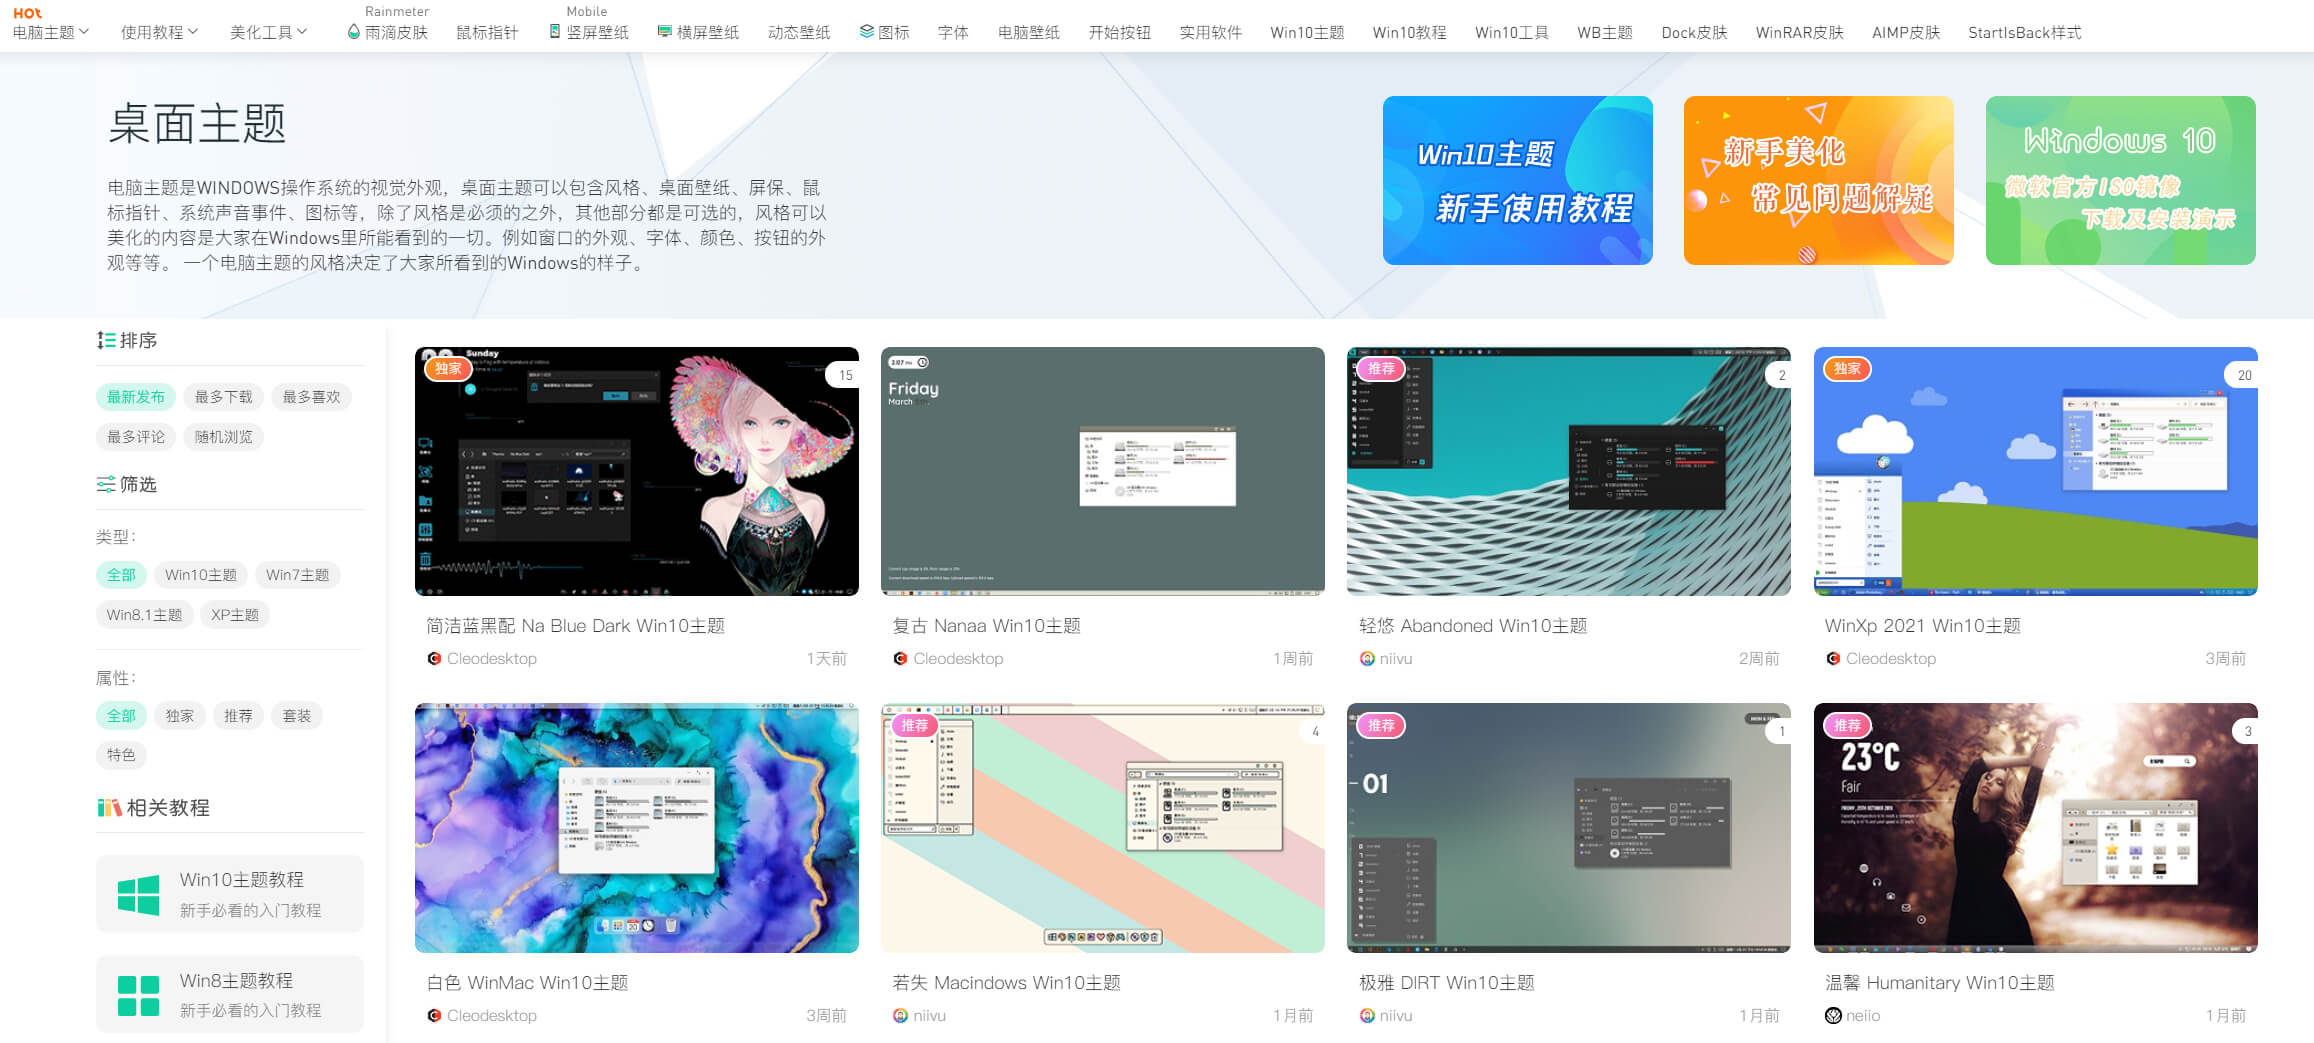 HOT
Rainmeter
Mobile
电脑主题
使用教程
美化工具
雨滴皮肤
鼠标指针
竖屏壁纸
横屏壁纸
动态壁纸
图标
字体
电脑壁纸
开始按钮
实用软件
Win10主题
Win10教程
Win10工具
WB主题
Dock皮肤
WinRAR皮肤
AIMP皮肤
StartIsBack样式
桌面主题
电脑主题是WINDOWS操作系统的视觉外观，桌面主题可以包含风格、桌面壁纸、屏保、鼠
标指针、系统声音事件、图标等，除了风格是必须的之外，其他部分都是可选的，风格可以
美化的内容是大家在Windows里所能看到的一切。例如窗口的外观、字体、颜色、按钮的外
观等等。 一个电脑主题的风格决定了大家所看到的Windows的样子。
Win10主题
新手使用教程
新手美化
常见问题解疑
Windows 10
微软官方ISO镜像
下载及安装演示
排序
最新发布
最多下载
最多喜欢
最多评论
随机浏览
筛选
类型：
全部
Win10主题
Win7主题
Win8.1主题
XP主题
属性：
全部
独家
推荐
套装
特色
相关教程
Win10主题教程
新手必看的入门教程
Win8主题教程
新手必看的入门教程
Sunday
独家
15
简洁蓝黑配 Na Blue Dark Win10主题
Cleodesktop
1天前
3:07
Friday
March
复古 Nanaa Win10主题
Cleodesktop
1周前
推荐
2
轻悠 Abandoned Win10主题
niivu
2周前
独家
20
WinXp 2021 Win10主题
Cleodesktop
3周前
白色 WinMac Win10主题
Cleodesktop
3周前
推荐
4
若失 Macindows Win10主题
niivu
1月前
推荐
1
01
极雅 DIRT Win10主题
niivu
1月前
推荐
3
23°C
Fair
温馨 Humanitary Win10主题
neiio
1月前